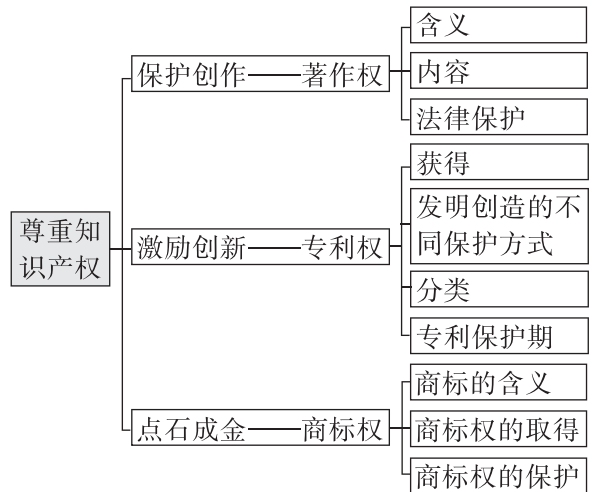 尊重知
识产权
保护创作——著作权
含义
内容
法律保护
激励创新——专利权
获得
发明创造的不
同保护方式
分类
专利保护期
点石成金——商标权
商标的含义
商标权的取得
商标权的保护